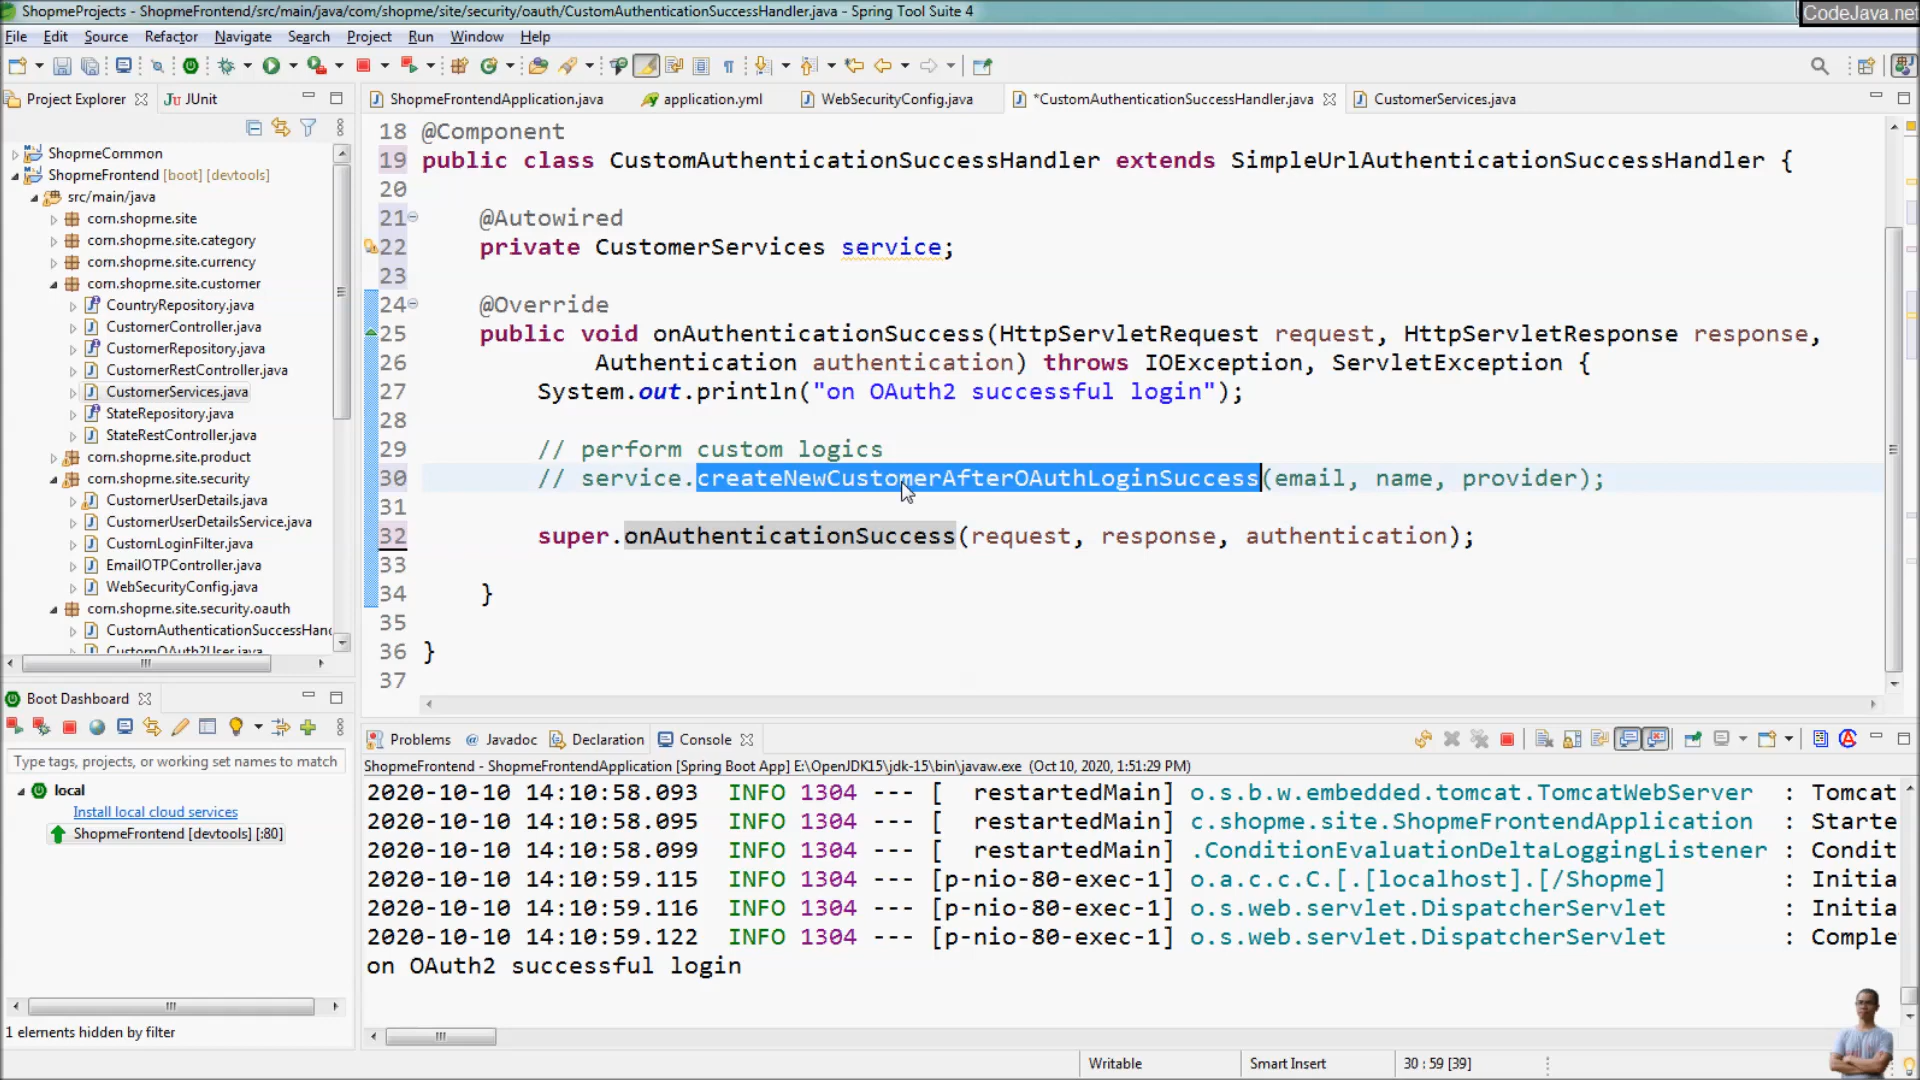 ShopmeProjects - ShopmeFrontend/src/main/java/com/shopme/site/security/oauth/CustomAuthenticationSuccessHandler.java - Spring Tool Suite 4
CodeJava.net
File Edit Source Refactor Navigate Search Project Run Window Help
Project Explorer JUnit
ShopmeFrontendApplication.java application.yml WebSecurityConfig.java *CustomAuthenticationSuccessHandler.java CustomerServices.java
ShopmeCommon
ShopmeFrontend [boot] [devtools]
src/main/java
com.shopme.site
com.shopme.site.category
com.shopme.site.currency
com.shopme.site.customer
CountryRepository.java
CustomerController.java
CustomerRepository.java
CustomerRestController.java
CustomerServices.java
StateRepository.java
StateRestController.java
com.shopme.site.product
com.shopme.site.security
CustomerUserDetails.java
CustomerUserDetailsService.java
CustomLoginFilter.java
EmailOTPController.java
WebSecurityConfig.java
com.shopme.site.security.oauth
CustomAuthenticationSuccessHan
CustomOAuth2User.java
18 @Component
19 public class CustomAuthenticationSuccessHandler extends SimpleUrlAuthenticationSuccessHandler {
20
21 @Autowired
22 private CustomerServices service;
23
24 @Override
25 public void onAuthenticationSuccess(HttpServletRequest request, HttpServletResponse response,
26 Authentication authentication) throws IOException, ServletException {
27 System.out.println("on OAuth2 successful login");
28
29 // perform custom logics
30 // service.createNewCustomerAfterOAuthLoginSuccess(email, name, provider);
31
32 super.onAuthenticationSuccess(request, response, authentication);
33
34 }
35
36 }
37
Boot Dashboard
Type tags, projects, or working set names to match
local
Install local cloud services
ShopmeFrontend [devtools] [:80]
1 elements hidden by filter
Problems @ Javadoc Declaration Console
ShopmeFrontend - ShopmeFrontendApplication [Spring Boot App] E:\OpenJDK15\jdk-15\bin\javaw.exe (Oct 10, 2020, 1:51:29 PM)
2020-10-10 14:10:58.093 INFO 1304 --- [ restartedMain] o.s.b.w.embedded.tomcat.TomcatWebServer : Tomcat
2020-10-10 14:10:58.095 INFO 1304 --- [ restartedMain] c.shopme.site.ShopmeFrontendApplication : Starte
2020-10-10 14:10:58.099 INFO 1304 --- [ restartedMain] .ConditionEvaluationDeltaLoggingListener : Condit
2020-10-10 14:10:59.115 INFO 1304 --- [p-nio-80-exec-1] o.a.c.c.C.[.[localhost].[/Shopme] : Initia
2020-10-10 14:10:59.116 INFO 1304 --- [p-nio-80-exec-1] o.s.web.servlet.DispatcherServlet : Initia
2020-10-10 14:10:59.122 INFO 1304 --- [p-nio-80-exec-1] o.s.web.servlet.DispatcherServlet : Comple
on OAuth2 successful login
Writable Smart Insert 30 : 59 [39]